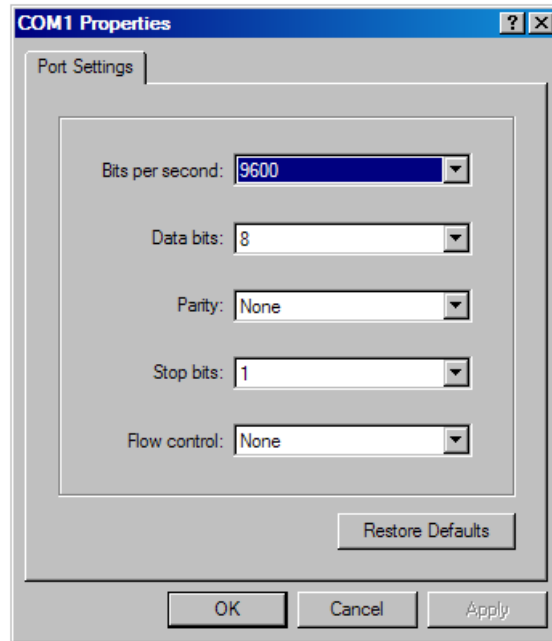 COM1 Properties
Port Settings
Bits per second: 9600
Data bits: 8
Parity: None
Stop bits: 1
Flow control: None
Restore Defaults
OK Cancel Apply